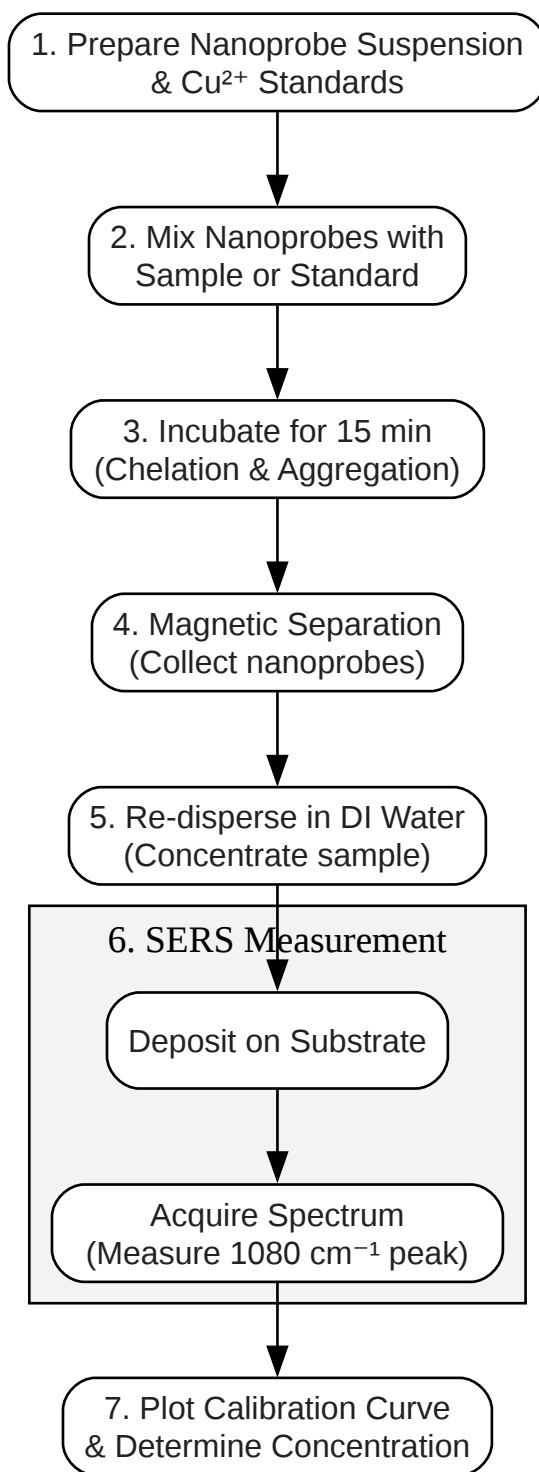 1. Prepare Nanoprobe Suspension
& Cu²⁺ Standards
2. Mix Nanoprobes with
Sample or Standard
3. Incubate for 15 min
(Chelation & Aggregation)
4. Magnetic Separation
(Collect nanoprobes)
5. Re-disperse in DI Water
(Concentrate sample)
6. SERS Measurement
Deposit on Substrate
Acquire Spectrum
(Measure 1080 cm⁻¹ peak)
7. Plot Calibration Curve
& Determine Concentration